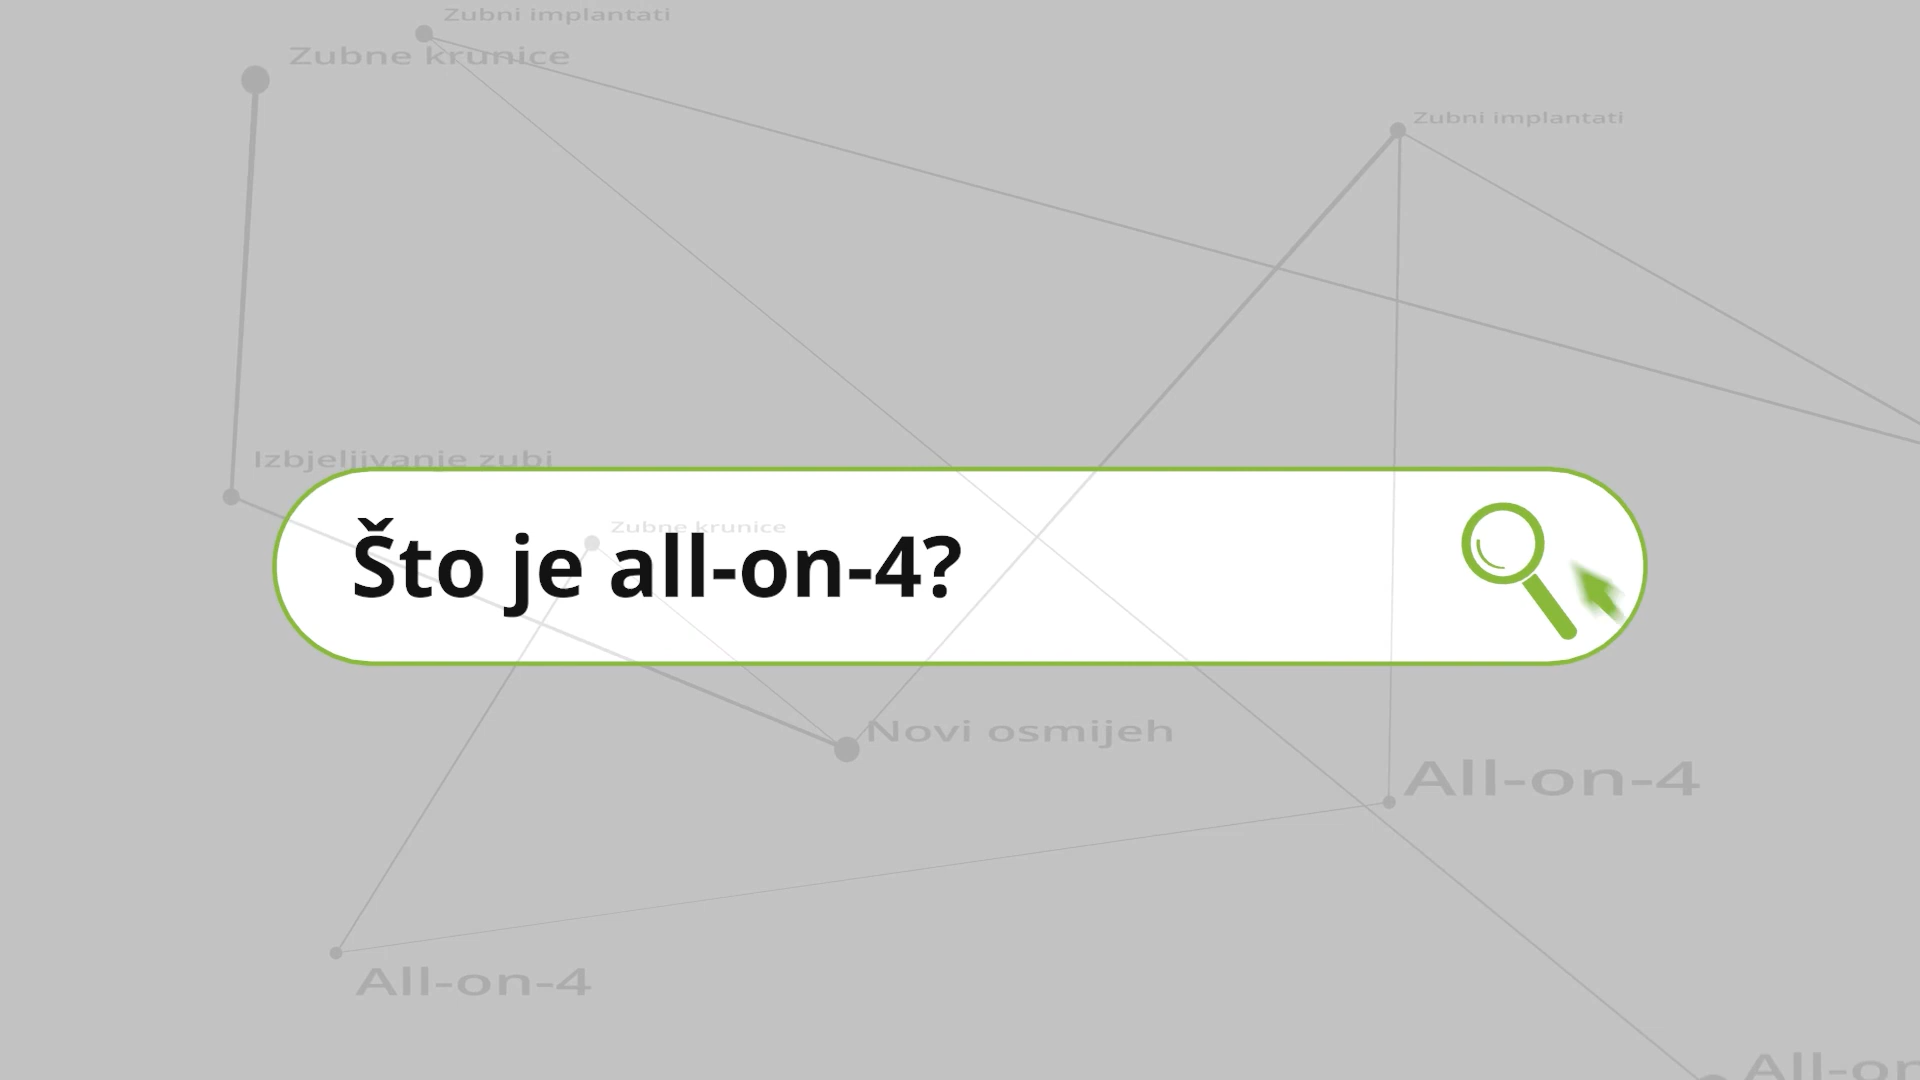 Zubni implantati
Zubne krunice
Zubni implantati
Izbjeljivanje zubi
Zubne krunice
Što je all-on-4?
Novi osmijeh
All-on-4
All-on-4